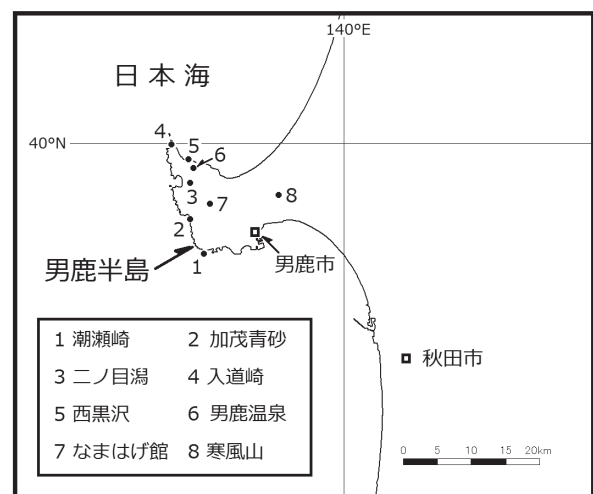 140°E
日本海
40°N
4
5
6
3
7
8
2
男鹿市
男鹿半島
1
1 潮瀬崎 2 加茂青砂
3 二ノ目潟 4 入道崎
5 西黒沢 6 男鹿温泉
7 なまはげ館 8 寒風山
秋田市
0 5 10 15 20km